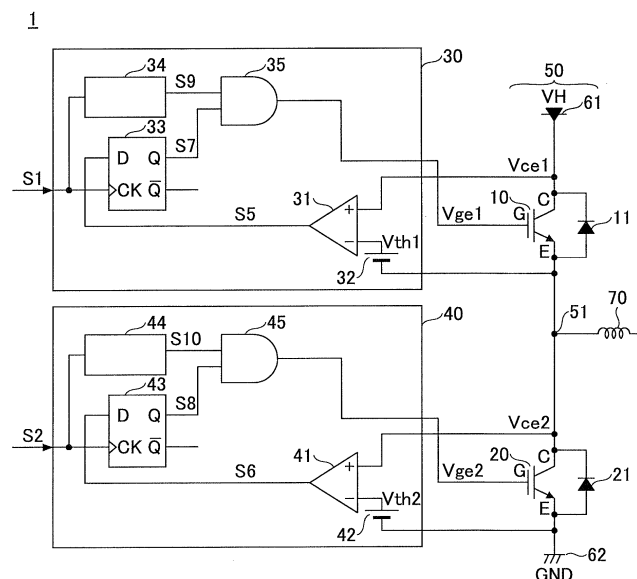 1
34
S9
35
30
50
VH
61
33
S7
D
Q
S1
CK
Q̅
Vce1
31
10
C
S5
+
Vge1
G
11
−
Vth1
E
32
44
S10
45
40
51
70
43
S8
D
Q
S2
CK
Q̅
Vce2
41
20
C
S6
+
Vge2
G
21
−
Vth2
E
42
62
GND